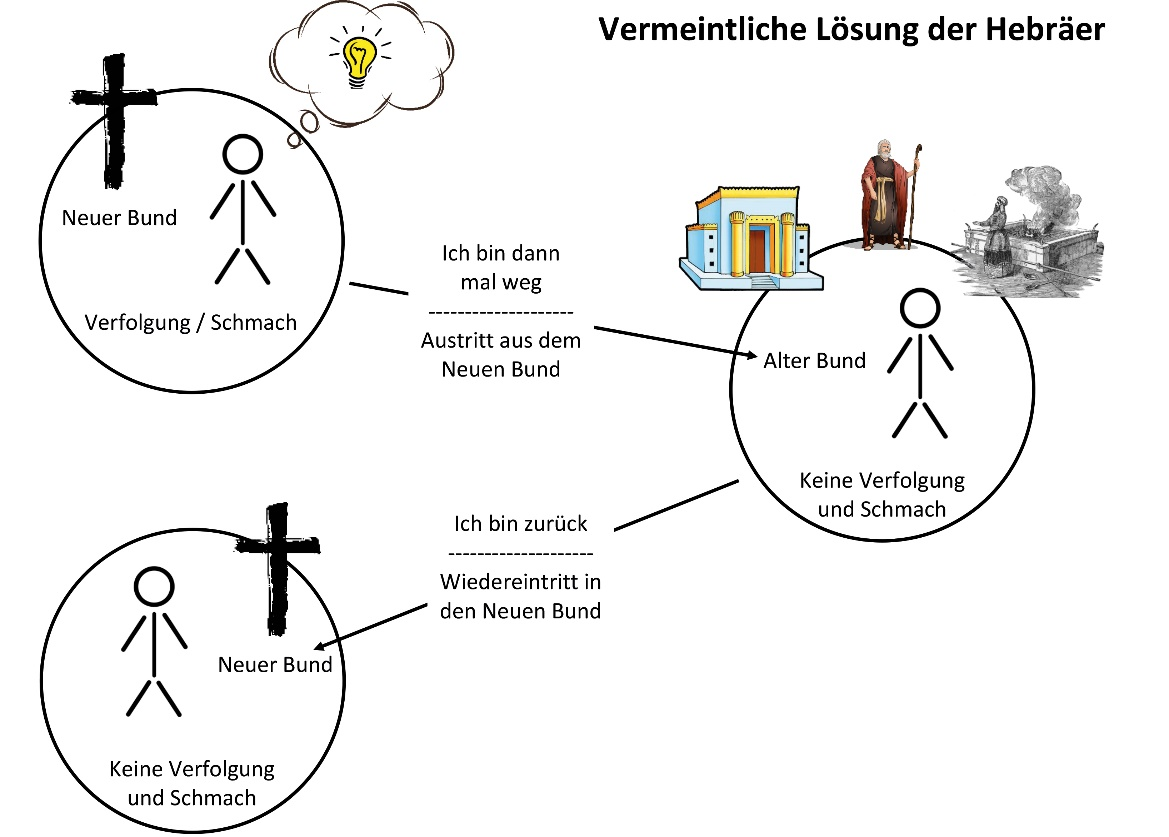 Vermeintliche Lösung der Hebräer
Neuer Bund
Verfolgung / Schmach
Ich bin dann
mal weg
--------------------
Austritt aus dem
Neuen Bund
Alter Bund
Keine Verfolgung
und Schmach
Ich bin zurück
--------------------
Wiedereintritt in
den Neuen Bund
Neuer Bund
Keine Verfolgung
und Schmach